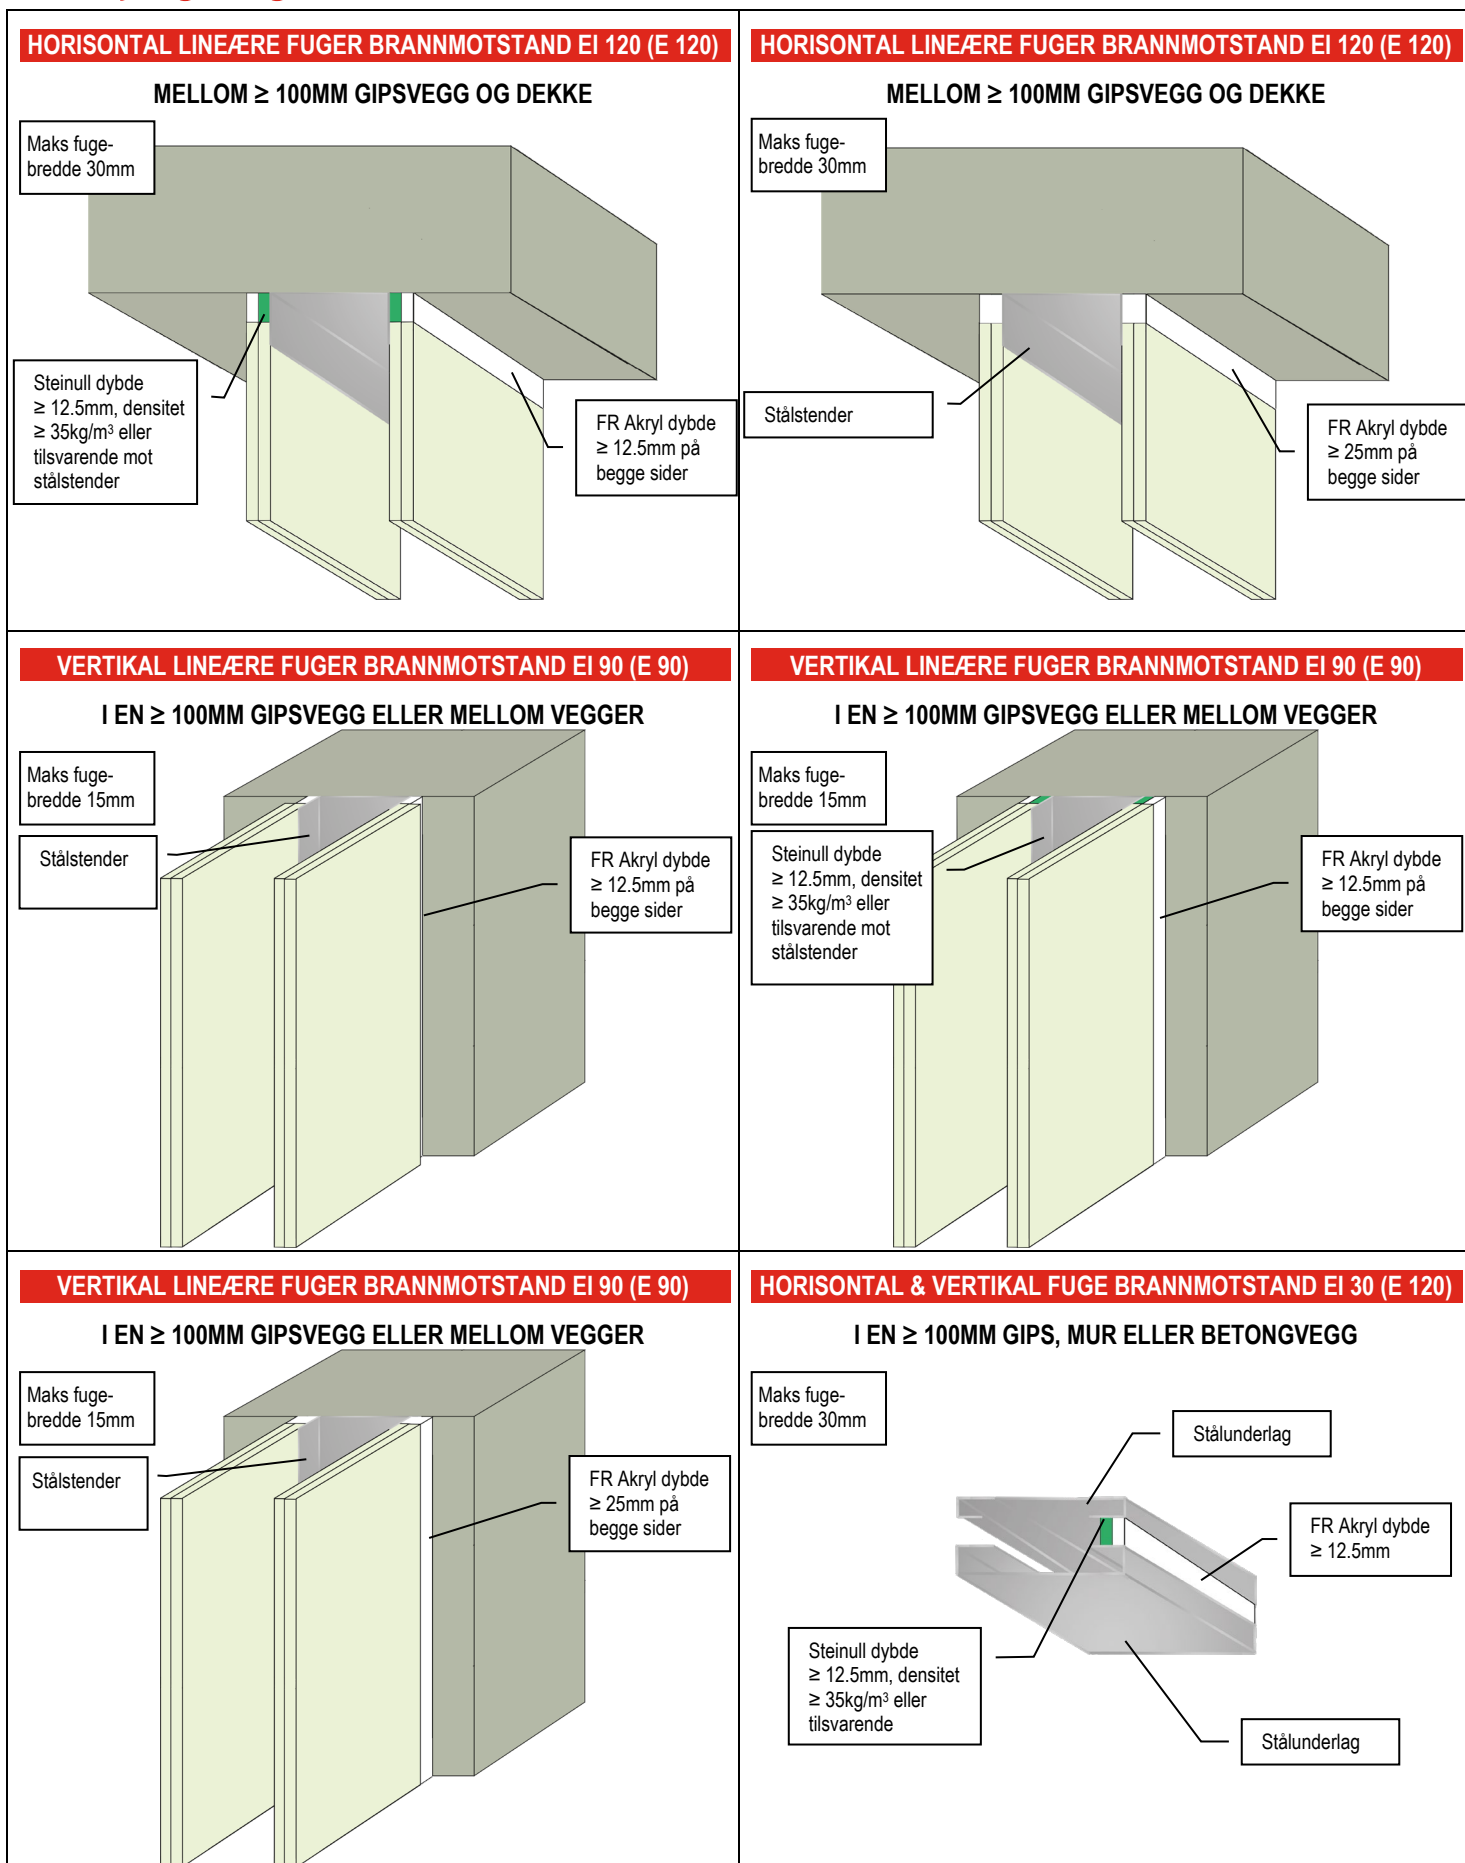 HORISONTAL LINEÆRE FUGER BRANNMOTSTAND EI 120 (E 120)
MELLOM ≥ 100MM GIPSVEGG OG DEKKE
Maks fuge-
bredde 30mm
Steinull dybde
≥ 12.5mm, densitet
≥ 35kg/m³ eller
tilsvarende mot
stålstender
FR Akryl dybde
≥ 12.5mm på
begge sider
HORISONTAL LINEÆRE FUGER BRANNMOTSTAND EI 120 (E 120)
MELLOM ≥ 100MM GIPSVEGG OG DEKKE
Maks fuge-
bredde 30mm
Stålstender
FR Akryl dybde
≥ 25mm på
begge sider
VERTIKAL LINEÆRE FUGER BRANNMOTSTAND EI 90 (E 90)
I EN ≥ 100MM GIPSVEGG ELLER MELLOM VEGGER
Maks fuge-
bredde 15mm
Stålstender
FR Akryl dybde
≥ 12.5mm på
begge sider
VERTIKAL LINEÆRE FUGER BRANNMOTSTAND EI 90 (E 90)
I EN ≥ 100MM GIPSVEGG ELLER MELLOM VEGGER
Maks fuge-
bredde 15mm
Steinull dybde
≥ 12.5mm, densitet
≥ 35kg/m³ eller
tilsvarende mot
stålstender
FR Akryl dybde
≥ 12.5mm på
begge sider
VERTIKAL LINEÆRE FUGER BRANNMOTSTAND EI 90 (E 90)
I EN ≥ 100MM GIPSVEGG ELLER MELLOM VEGGER
Maks fuge-
bredde 15mm
Stålstender
FR Akryl dybde
≥ 25mm på
begge sider
HORISONTAL & VERTIKAL FUGE BRANNMOTSTAND EI 30 (E 120)
I EN ≥ 100MM GIPS, MUR ELLER BETONGVEGG
Maks fuge-
bredde 30mm
Stålunderlag
FR Akryl dybde
≥ 12.5mm
Steinull dybde
≥ 12.5mm, densitet
≥ 35kg/m³ eller
tilsvarende
Stålunderlag